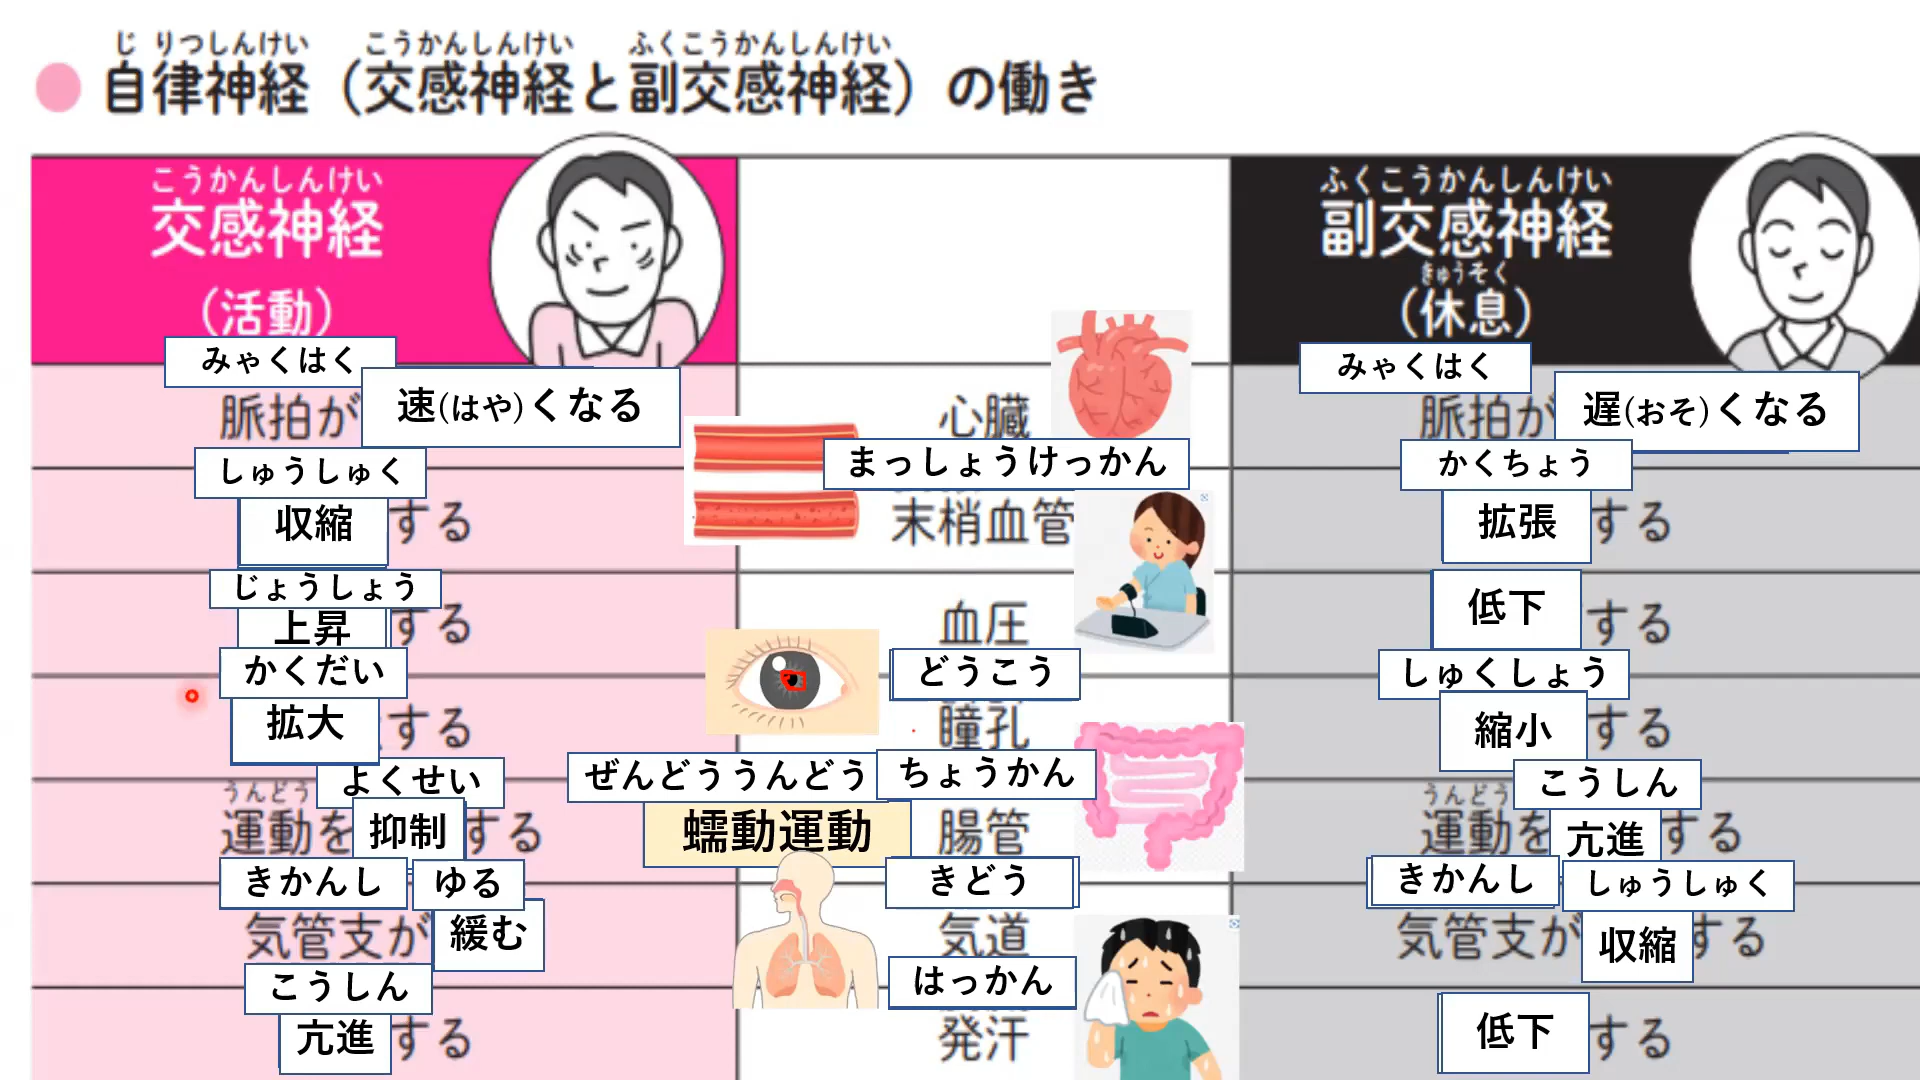 じりつしんけい こうかんしんけい ふくこうかんしんけい
自律神経（交感神経と副交感神経）の働き
こうかんしんけい
交感神経
（活動）
ふくこうかんしんけい
副交感神経
きゅうそく
（休息）
みゃくはく
脈拍が 速(はや)くなる
心臓
みゃくはく
脈拍が 遅(おそ)くなる
しゅうしゅく
収縮 する
まっしょうけっかん
末梢血管
かくちょう
拡張 する
じょうしょう
上昇 する
血圧
低下 する
かくだい
拡大 する
どうこう
瞳孔
しゅくしょう
縮小 する
うんどう よくせい
運動を 抑制 する
ぜんどううんどう
蠕動運動
ちょうかん
腸管
うんどう こうしん
運動を 亢進 する
きかんし ゆる
気管支が 緩む
きどう
気道
きかんし しゅうしゅく
気管支が 収縮 する
こうしん
亢進 する
はっかん
発汗
低下 する